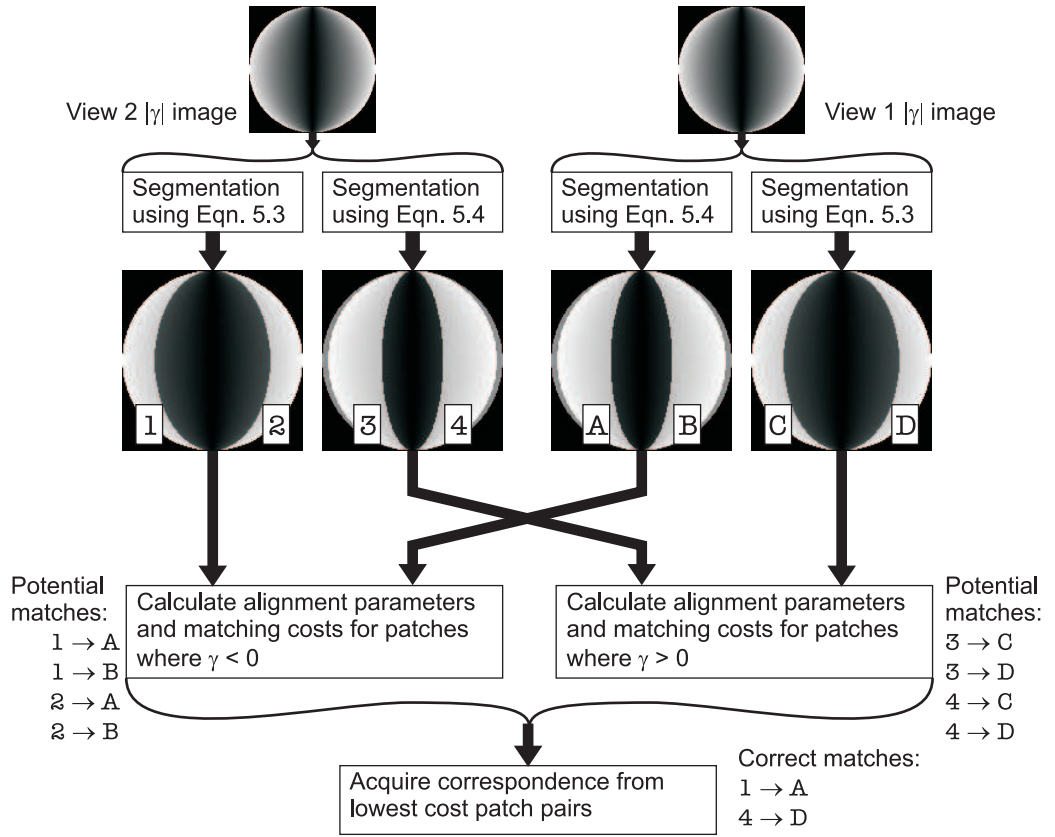 View 2 |γ| image
View 1 |γ| image
Segmentation
using Eqn. 5.3
Segmentation
using Eqn. 5.4
Segmentation
using Eqn. 5.4
Segmentation
using Eqn. 5.3
1
2
3
4
A
B
C
D
Potential
matches:
1 → A
1 → B
2 → A
2 → B
Calculate alignment parameters
and matching costs for patches
where γ < 0
Calculate alignment parameters
and matching costs for patches
where γ > 0
Potential
matches:
3 → C
3 → D
4 → C
4 → D
Acquire correspondence from
lowest cost patch pairs
Correct matches:
1 → A
4 → D